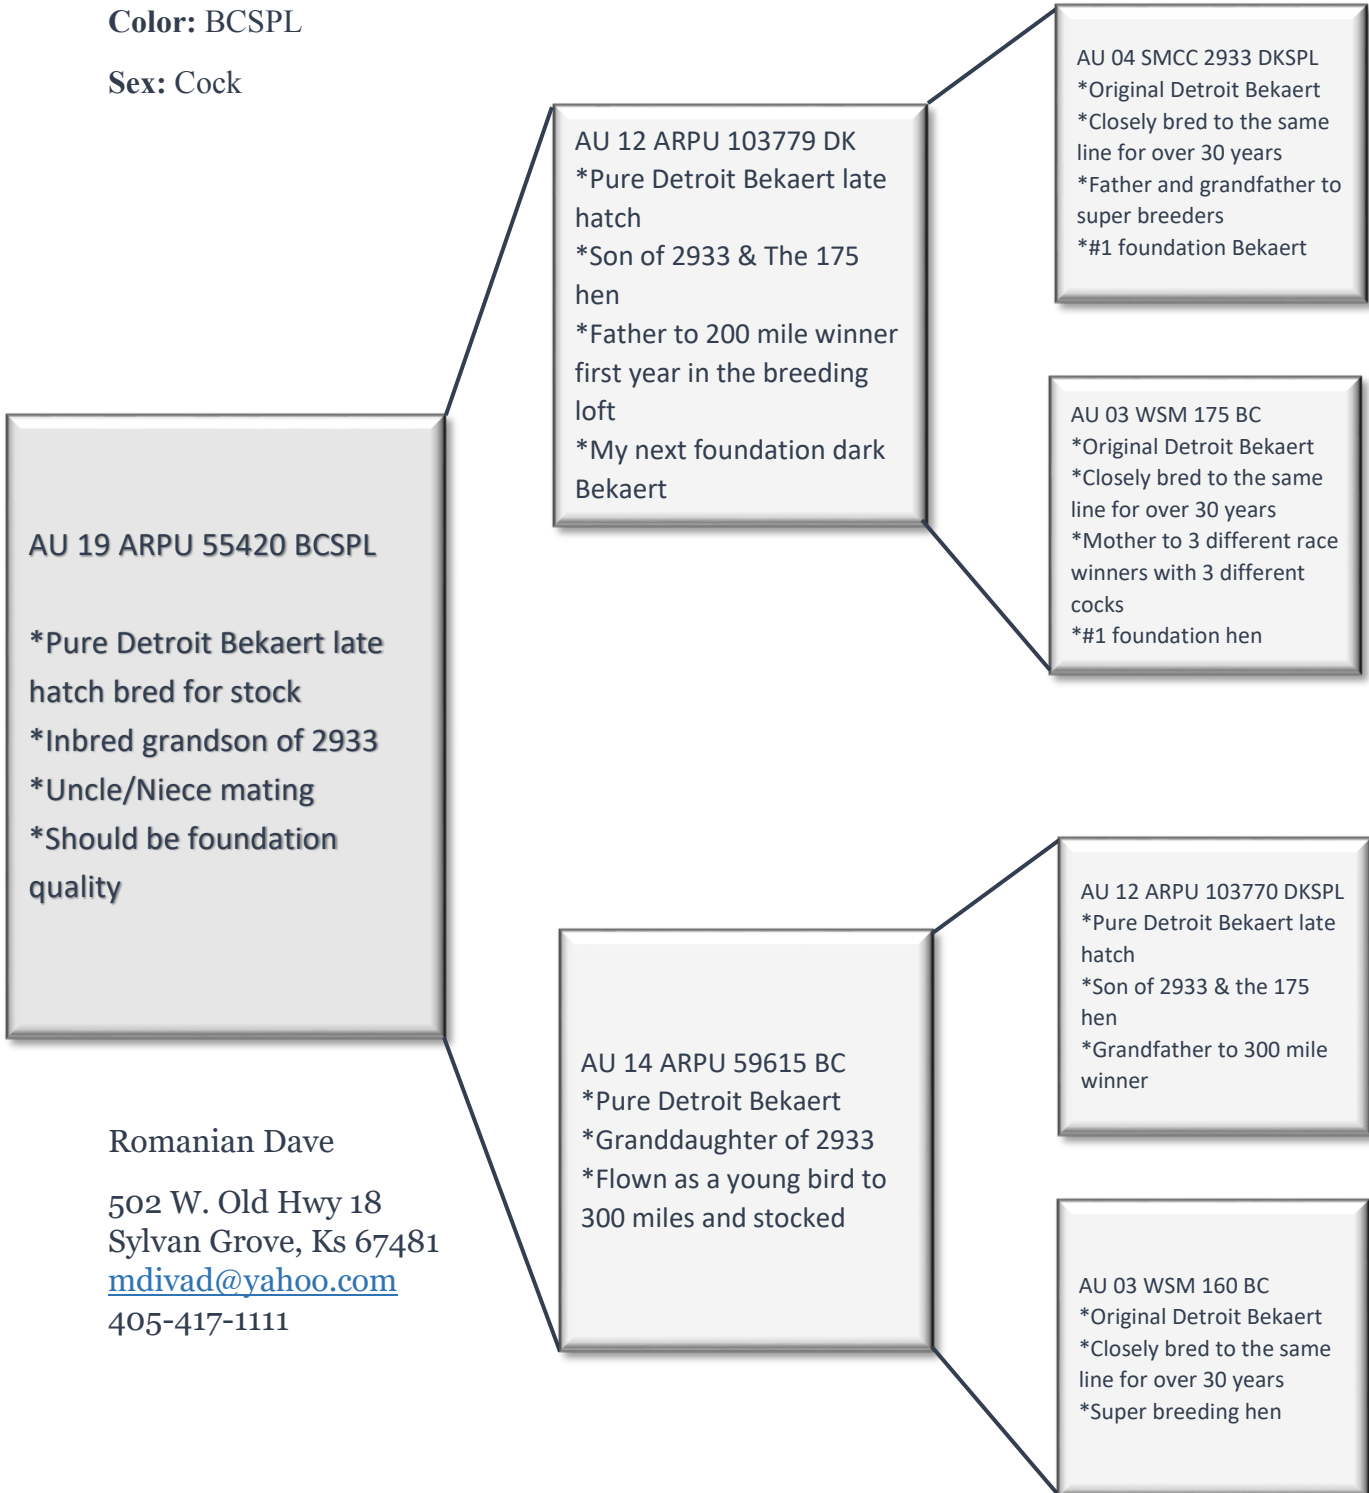 Color: BCSPL
Sex: Cock
AU 19 ARPU 55420 BCSPL
*Pure Detroit Bekaert late
hatch bred for stock
*Inbred grandson of 2933
*Uncle/Niece mating
*Should be foundation
quality
AU 12 ARPU 103779 DK
*Pure Detroit Bekaert late
hatch
*Son of 2933 & The 175
hen
*Father to 200 mile winner
first year in the breeding
loft
*My next foundation dark
Bekaert
AU 04 SMCC 2933 DKSPL
*Original Detroit Bekaert
*Closely bred to the same
line for over 30 years
*Father and grandfather to
super breeders
*#1 foundation Bekaert
AU 03 WSM 175 BC
*Original Detroit Bekaert
*Closely bred to the same
line for over 30 years
*Mother to 3 different race
winners with 3 different
cocks
*#1 foundation hen
AU 14 ARPU 59615 BC
*Pure Detroit Bekaert
*Granddaughter of 2933
*Flown as a young bird to
300 miles and stocked
AU 12 ARPU 103770 DKSPL
*Pure Detroit Bekaert late
hatch
*Son of 2933 & the 175
hen
*Grandfather to 300 mile
winner
AU 03 WSM 160 BC
*Original Detroit Bekaert
*Closely bred to the same
line for over 30 years
*Super breeding hen
Romanian Dave
502 W. Old Hwy 18
Sylvan Grove, Ks 67481
mdivad@yahoo.com
405-417-1111